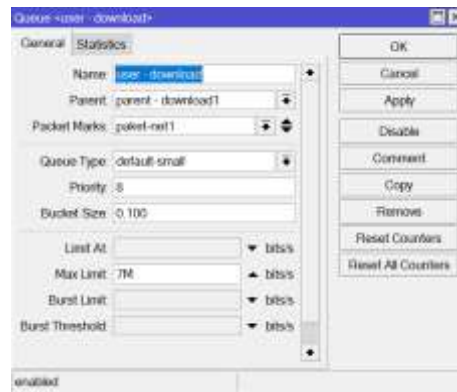 Queue <user - download>
General Statistics
Name: user - download
Parent: parent - download1
Packet Marks: paket-net1
Queue Type: default-small
Priority: 8
Bucket Size: 0.100
Limit At: bits/s
Max Limit: 7M bits/s
Burst Limit: bits/s
Burst Threshold: bits/s
OK
Cancel
Apply
Disable
Comment
Copy
Remove
Reset Counters
Reset All Counters
enabled